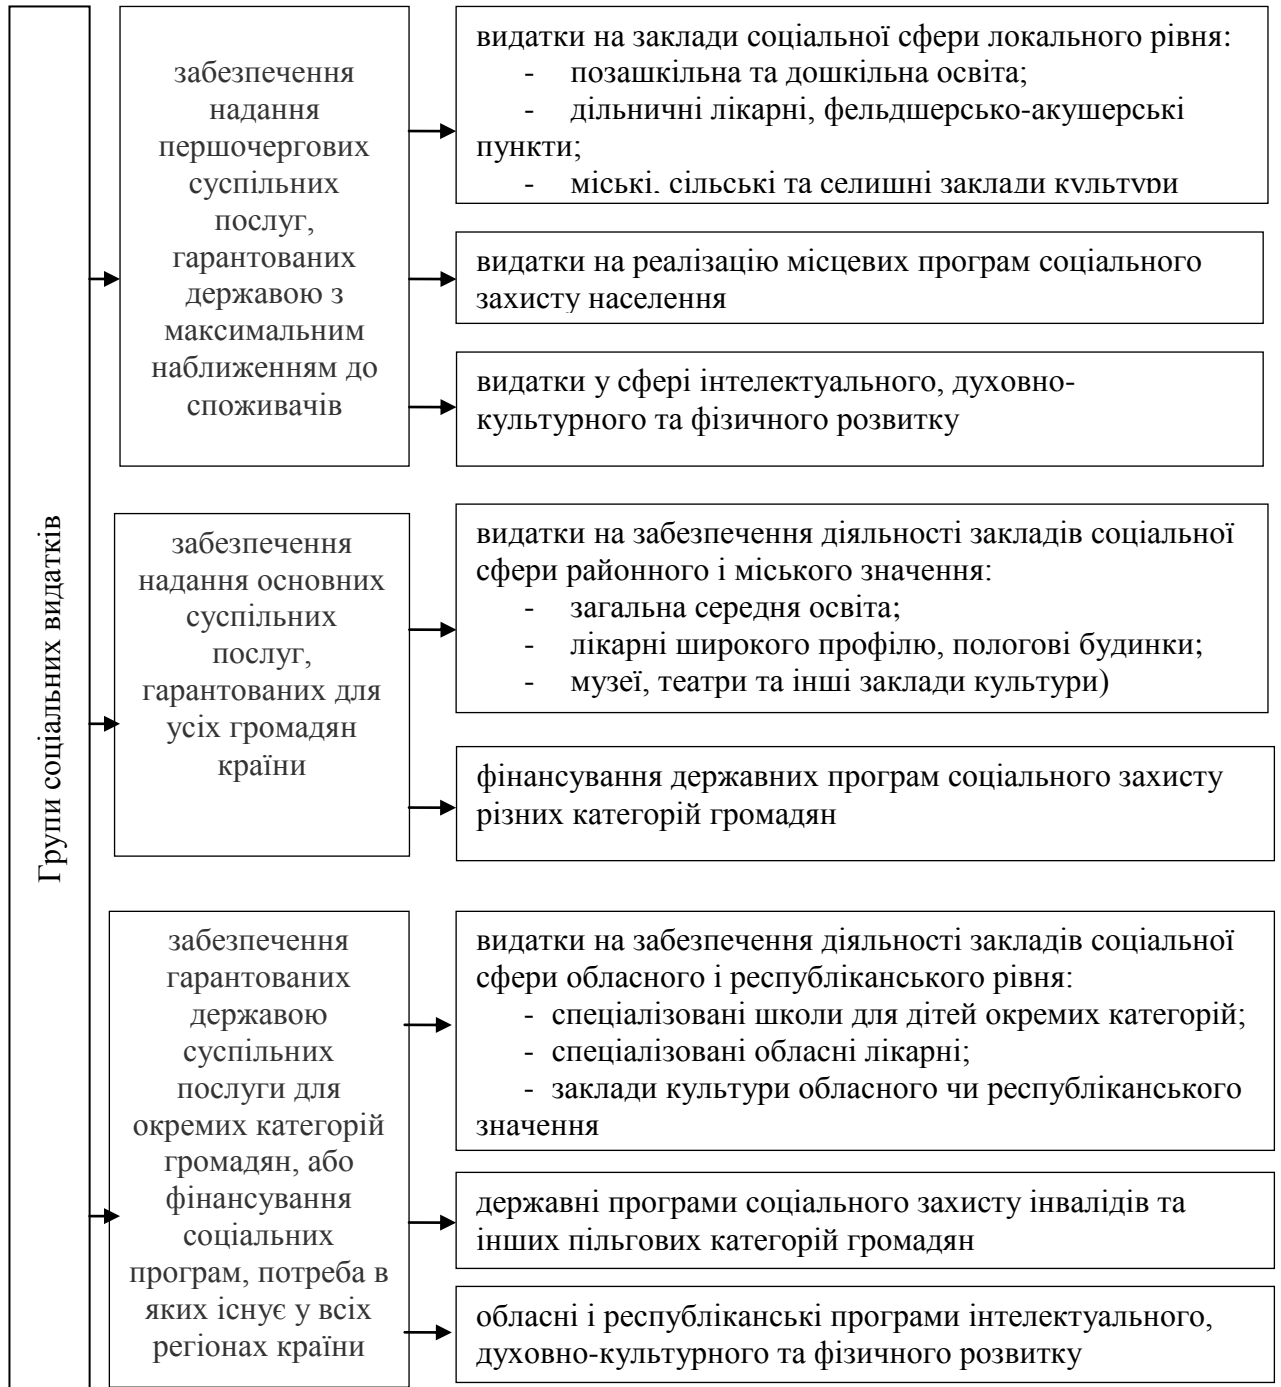 Групи соціальних видатків
забезпечення
надання
першочергових
суспільних
послуг,
гарантованих
державою з
максимальним
наближенням до
споживачів
видатки на заклади соціальної сфери локального рівня:
- позашкільна та дошкільна освіта;
- дільничні лікарні, фельдшерсько-акушерські
пункти;
- міські, сільські та селищні заклади культури
видатки на реалізацію місцевих програм соціального
захисту населення
видатки у сфері інтелектуального, духовно-
культурного та фізичного розвитку
забезпечення
надання основних
суспільних
послуг,
гарантованих для
усіх громадян
країни
видатки на забезпечення діяльності закладів соціальної
сфери районного і міського значення:
- загальна середня освіта;
- лікарні широкого профілю, пологові будинки;
- музеї, театри та інші заклади культури)
фінансування державних програм соціального захисту
різних категорій громадян
забезпечення
гарантованих
державою
суспільних
послуги для
окремих категорій
громадян, або
фінансування
соціальних
програм, потреба в
яких існує у всіх
регіонах країни
видатки на забезпечення діяльності закладів соціальної
сфери обласного і республіканського рівня:
- спеціалізовані школи для дітей окремих категорій;
- спеціалізовані обласні лікарні;
- заклади культури обласного чи республіканського
значення
державні програми соціального захисту інвалідів та
інших пільгових категорій громадян
обласні і республіканські програми інтелектуального,
духовно-культурного та фізичного розвитку